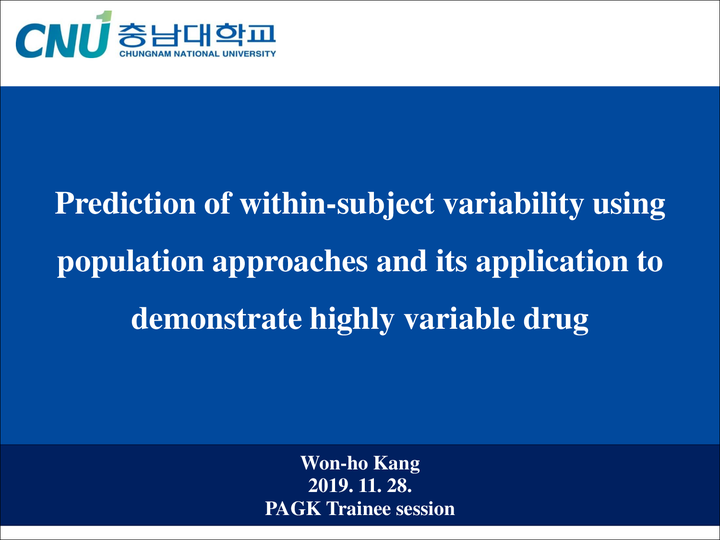 CNU 충남대학교
CHUNGNAM NATIONAL UNIVERSITY
Prediction of within-subject variability using
population approaches and its application to
demonstrate highly variable drug
Won-ho Kang
2019. 11. 28.
PAGK Trainee session